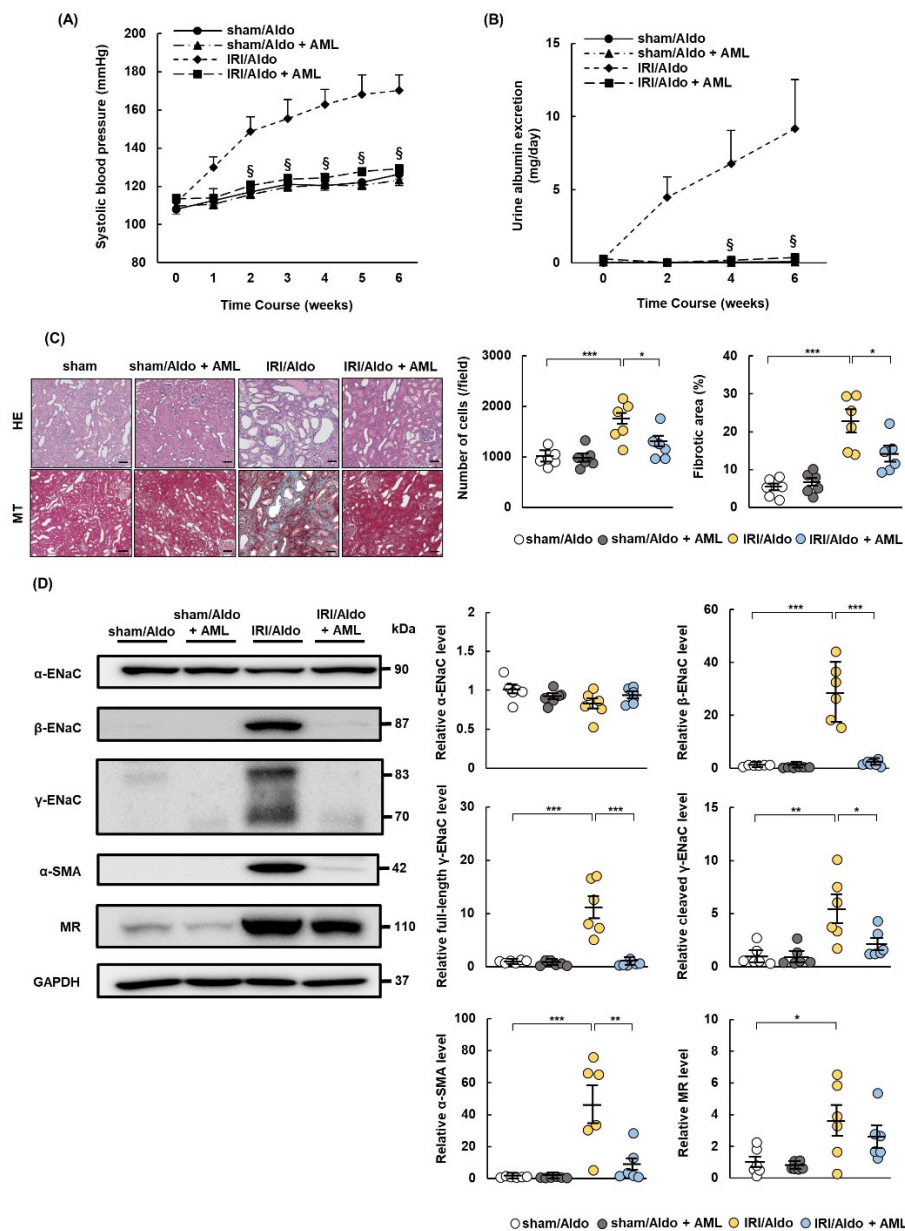 (A)
sham/Aldo
sham/Aldo + AML
IRI/Aldo
IRI/Aldo + AML
Systolic blood pressure (mmHg)
180
160
140
120
100
80
§ § § § §
0 1 2 3 4 5 6
Time Course (weeks)
(B)
sham/Aldo
sham/Aldo + AML
IRI/Aldo
IRI/Aldo + AML
Urine albumin excretion
(mg/day)
15
10
5
0
§ §
0 2 4 6
Time Course (weeks)
(C)
sham sham/Aldo + AML IRI/Aldo IRI/Aldo + AML
HE
MT
Number of cells (/field)
3000
2000
1000
0
*** *
Fibrotic area (%)
40
30
20
10
0
*** *
sham/Aldo sham/Aldo + AML IRI/Aldo IRI/Aldo + AML
(D)
sham/Aldo sham/Aldo + AML IRI/Aldo IRI/Aldo + AML kDa
α-ENaC 90
β-ENaC 87
γ-ENaC 83
70
α-SMA 42
MR 110
GAPDH 37
Relative α-ENaC level
2
1.5
1
0.5
0
Relative β-ENaC level
60
40
20
0
*** ***
Relative full-length γ-ENaC level
30
20
10
0
*** ***
Relative cleaved γ-ENaC level
15
10
5
0
** *
Relative α-SMA level
100
80
60
40
20
0
*** **
Relative MR level
8
6
4
2
0
*
sham/Aldo sham/Aldo + AML IRI/Aldo IRI/Aldo + AML